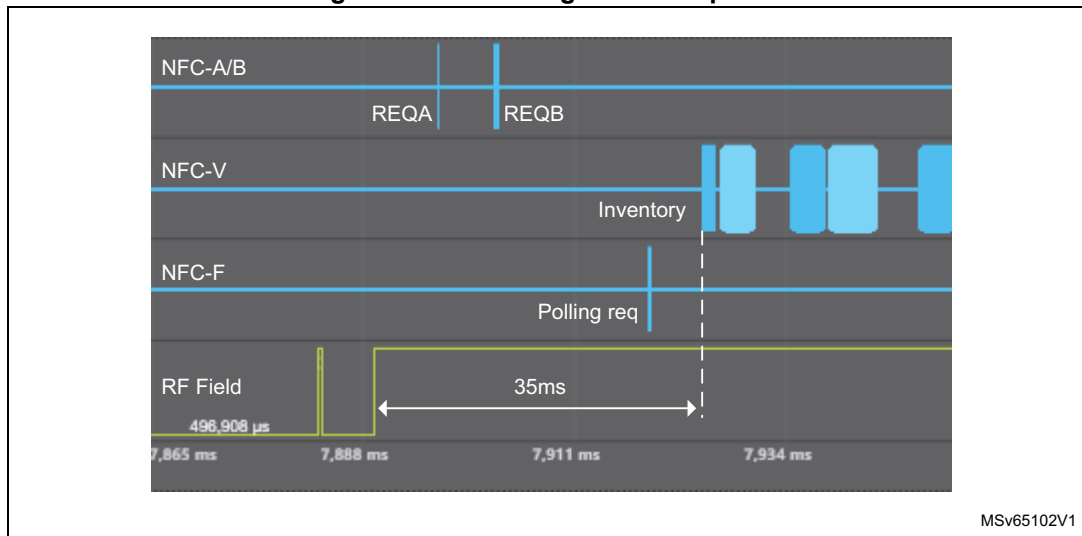 NFC-A/B
REQA
REQB
NFC-V
Inventory
NFC-F
Polling req
RF Field
35ms
496,908 µs
7,865 ms
7,888 ms
7,911 ms
7,934 ms
MSv65102V1